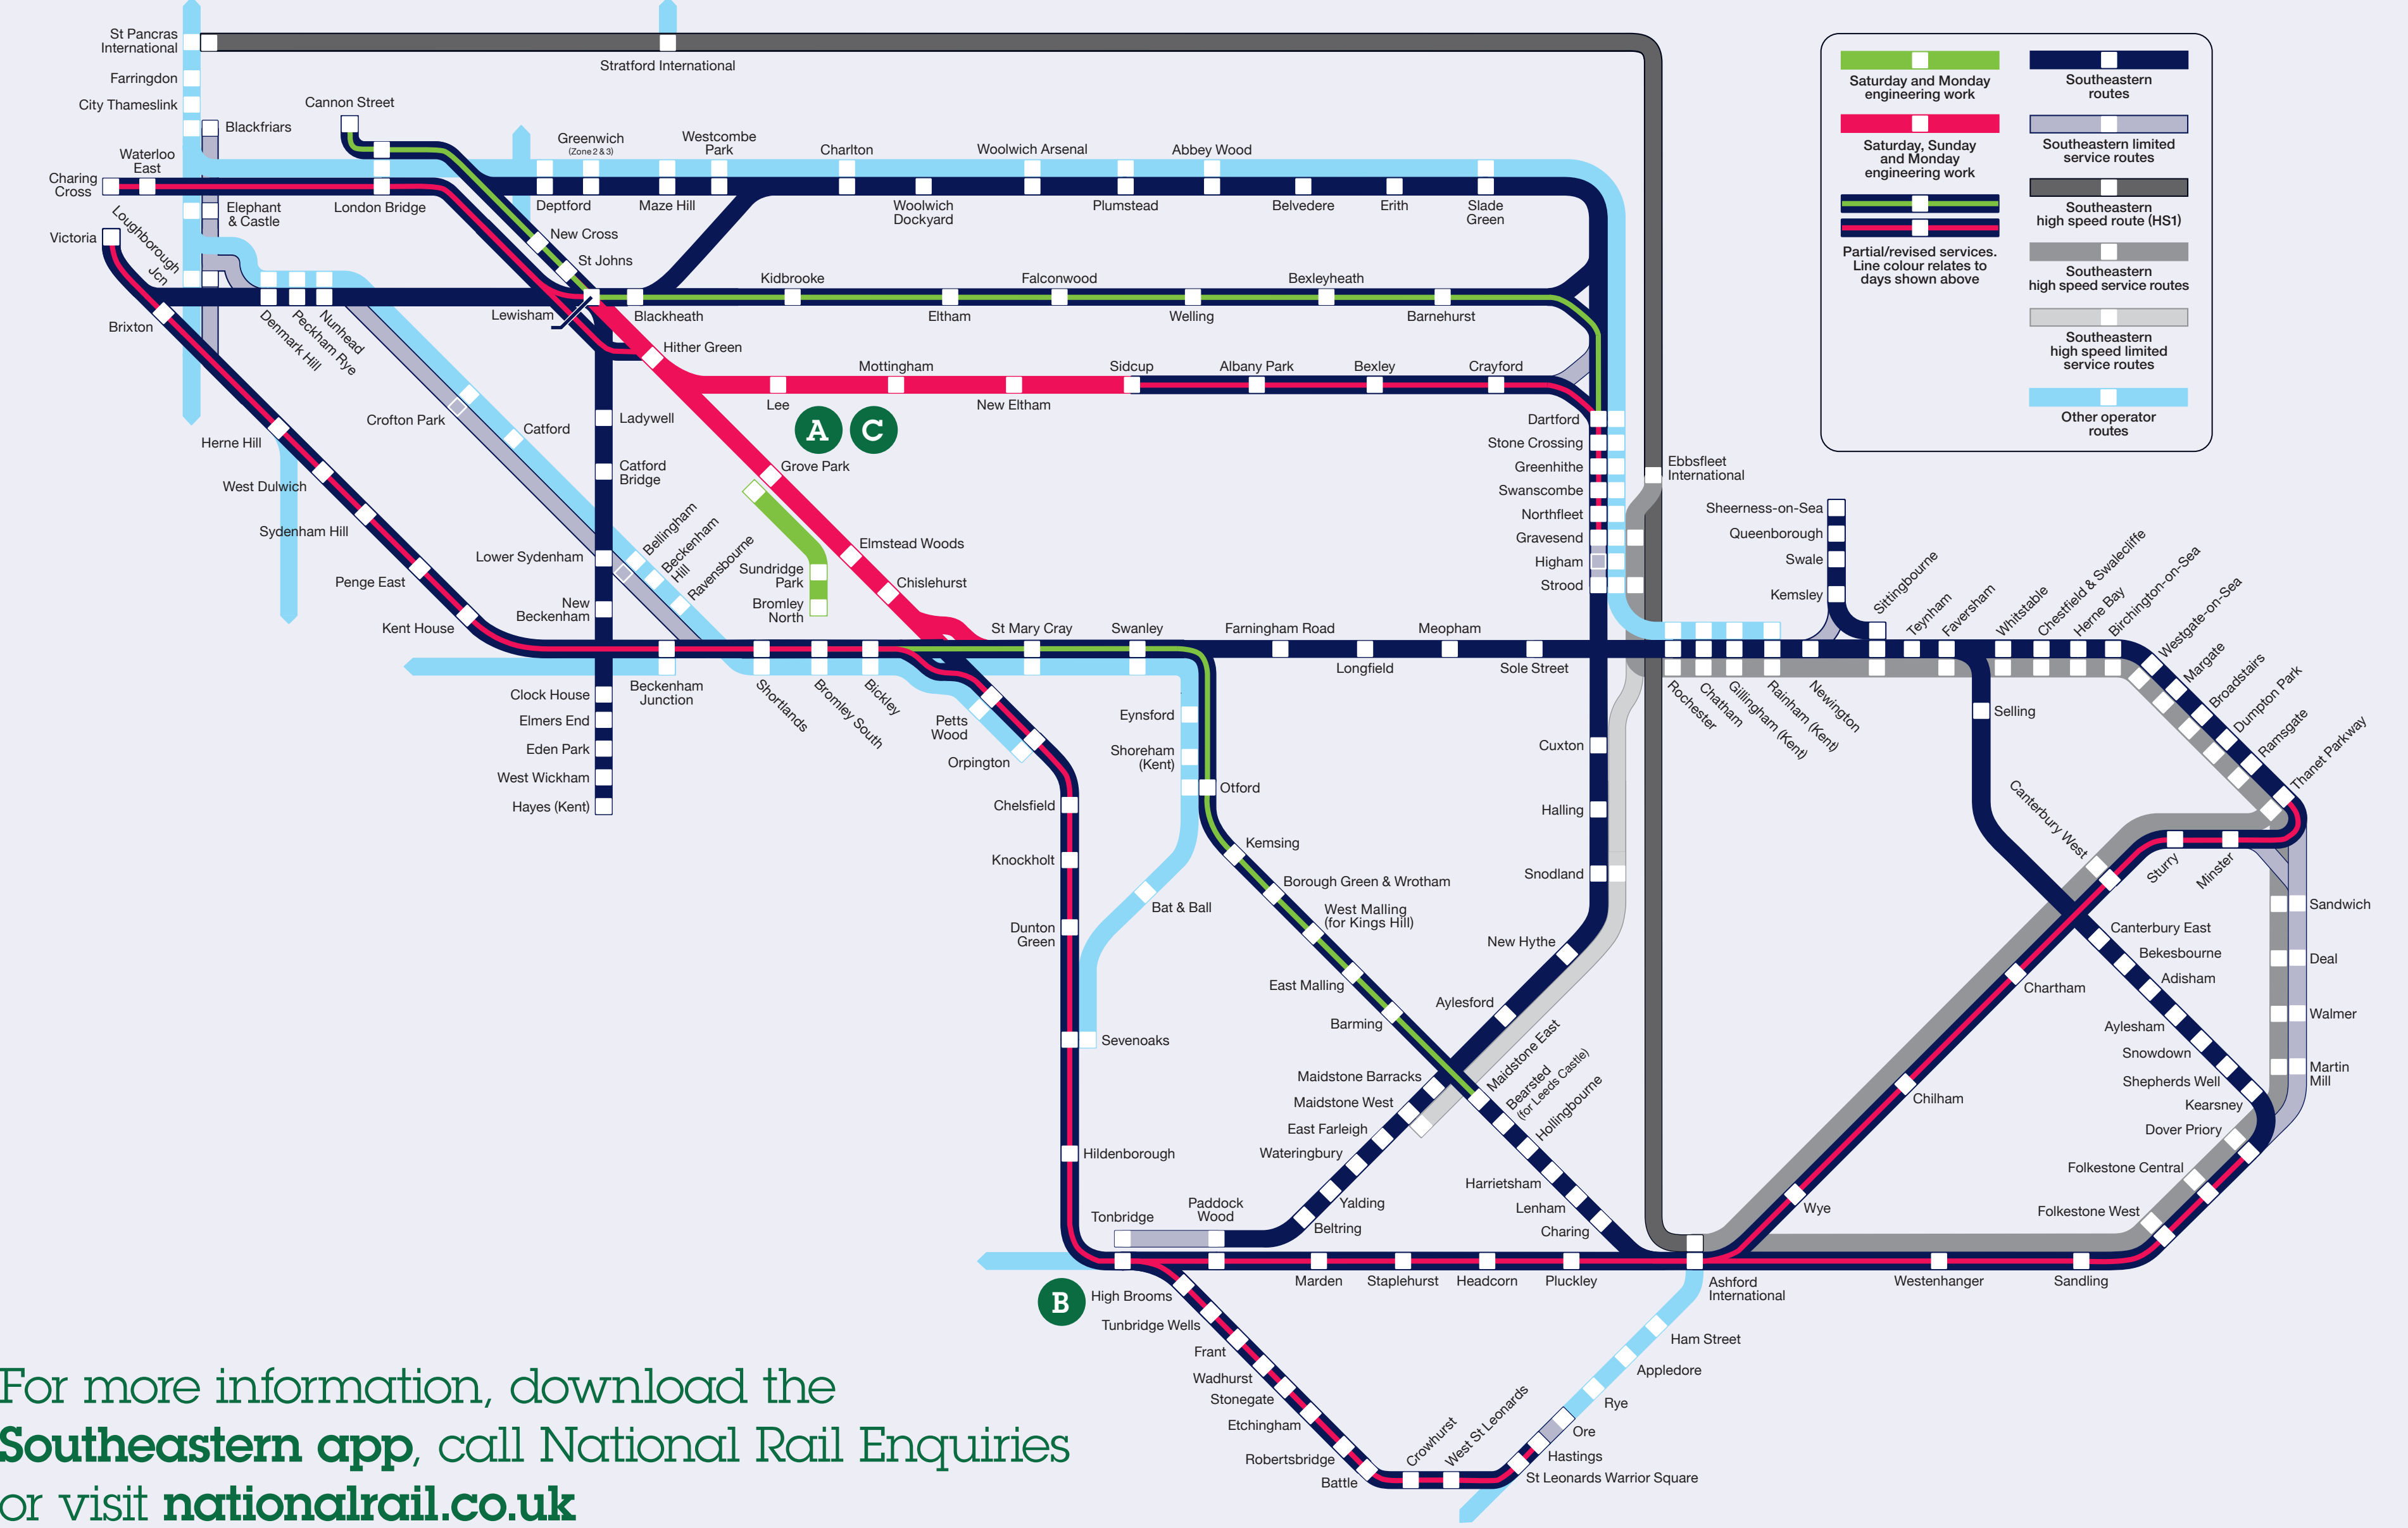 St Pancras
International
Stratford International
Farringdon
City Thameslink
Blackfriars
Cannon Street
Waterloo
East
Charing
Cross
Elephant
& Castle
London Bridge
Victoria
Loughborough
Jcn
Brixton
Denmark Hill
Peckham Rye
Nunhead
Greenwich
(Zone 2 & 3)
Westcombe
Park
Charlton
Woolwich Arsenal
Abbey Wood
Deptford
Maze Hill
Woolwich
Dockyard
Plumstead
Belvedere
Erith
Slade
Green
New Cross
St Johns
Lewisham
Blackheath
Kidbrooke
Eltham
Falconwood
Welling
Bexleyheath
Barnehurst
Hither Green
Lee
Mottingham
New Eltham
Sidcup
Albany Park
Bexley
Crayford
A
C
Grove Park
Sundridge
Park
Bromley
North
Elmstead Woods
Chislehurst
Crofton Park
Catford
Bellingham
Beckenham
Hill
Ravensbourne
Ladywell
Catford
Bridge
Lower Sydenham
New
Beckenham
Clock House
Elmers End
Eden Park
West Wickham
Hayes (Kent)
Herne Hill
West Dulwich
Sydenham Hill
Penge East
Kent House
Beckenham
Junction
Shortlands
Bromley South
Bickley
St Mary Cray
Swanley
Farningham Road
Longfield
Meopham
Sole Street
Petts
Wood
Orpington
Chelsfield
Knockholt
Dunton
Green
Sevenoaks
Hildenborough
Eynsford
Shoreham
(Kent)
Otford
Bat & Ball
Kemsing
Borough Green & Wrotham
West Malling
(for Kings Hill)
East Malling
Barming
Maidstone East
Bearsted
(for Leeds Castle)
Hollingbourne
Harrietsham
Lenham
Charing
Dartford
Stone Crossing
Greenhithe
Swanscombe
Northfleet
Gravesend
Higham
Strood
Ebbsfleet
International
Cuxton
Halling
Snodland
New Hythe
Aylesford
Maidstone Barracks
Maidstone West
East Farleigh
Wateringbury
Yalding
Beltring
Paddock
Wood
Tonbridge
Sheerness-on-Sea
Queenborough
Swale
Kemsley
Rochester
Chatham
Gillingham (Kent)
Rainham (Kent)
Newington
Sittingbourne
Teynham
Faversham
Whitstable
Chestfield & Swalecliffe
Herne Bay
Birchington-on-Sea
Westgate-on-Sea
Margate
Broadstairs
Dumpton Park
Ramsgate
Thanet Parkway
Selling
Canterbury West
Sturry
Minster
Sandwich
Deal
Walmer
Martin
Mill
Canterbury East
Bekesbourne
Adisham
Aylesham
Snowdown
Shepherds Well
Kearsney
Dover Priory
Folkestone Central
Folkestone West
Chartham
Chilham
Wye
Marden
Staplehurst
Headcorn
Pluckley
Ashford
International
Westenhanger
Sandling
B
High Brooms
Tunbridge Wells
Frant
Wadhurst
Stonegate
Etchingham
Robertsbridge
Battle
Crowhurst
West St Leonards
St Leonards Warrior Square
Hastings
Ore
Rye
Appledore
Ham Street
Saturday and Monday
engineering work
Saturday, Sunday
and Monday
engineering work
Partial/revised services.
Line colour relates to
days shown above
Southeastern
routes
Southeastern limited
service routes
Southeastern
high speed route (HS1)
Southeastern
high speed service routes
Southeastern
high speed limited
service routes
Other operator
routes
For more information, download the
Southeastern app, call National Rail Enquiries
or visit nationalrail.co.uk